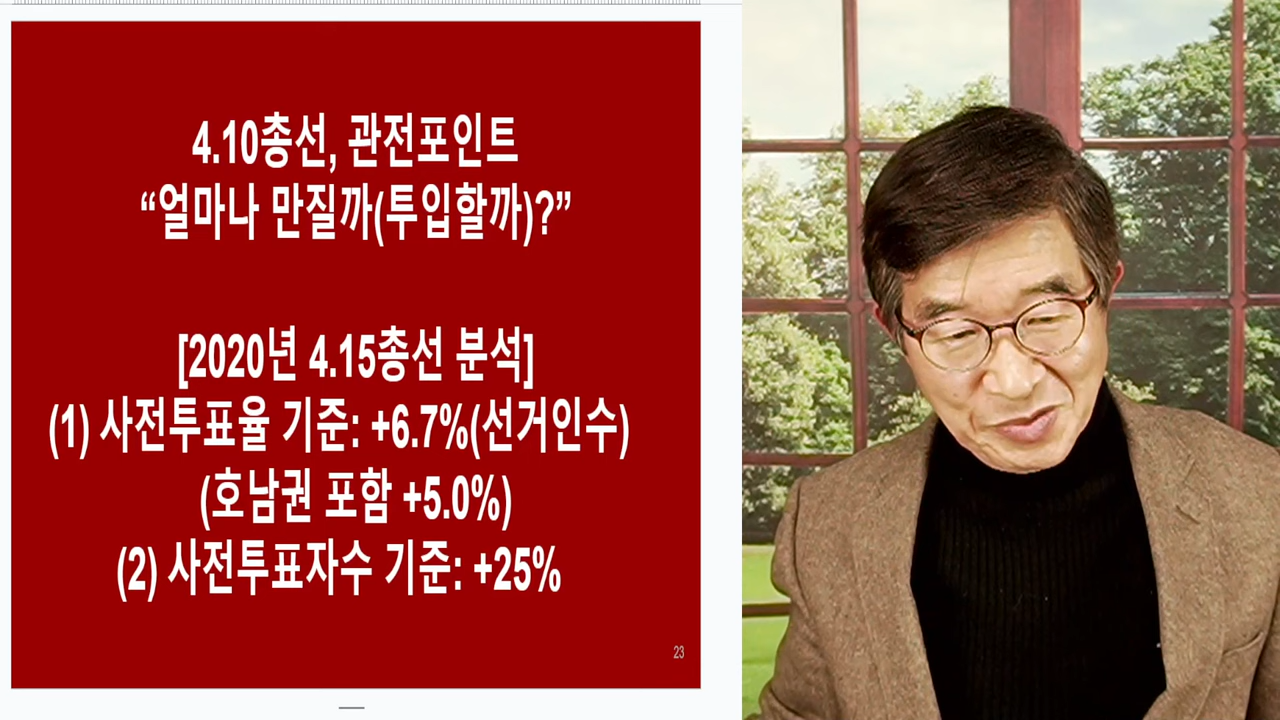 4.10총선, 관전포인트
“얼마나 만질까(투입할까)?”
[2020년 4.15총선 분석]
(1) 사전투표율 기준: +6.7%(선거인수)
(호남권 포함 +5.0%)
(2) 사전투표자수 기준: +25%
23